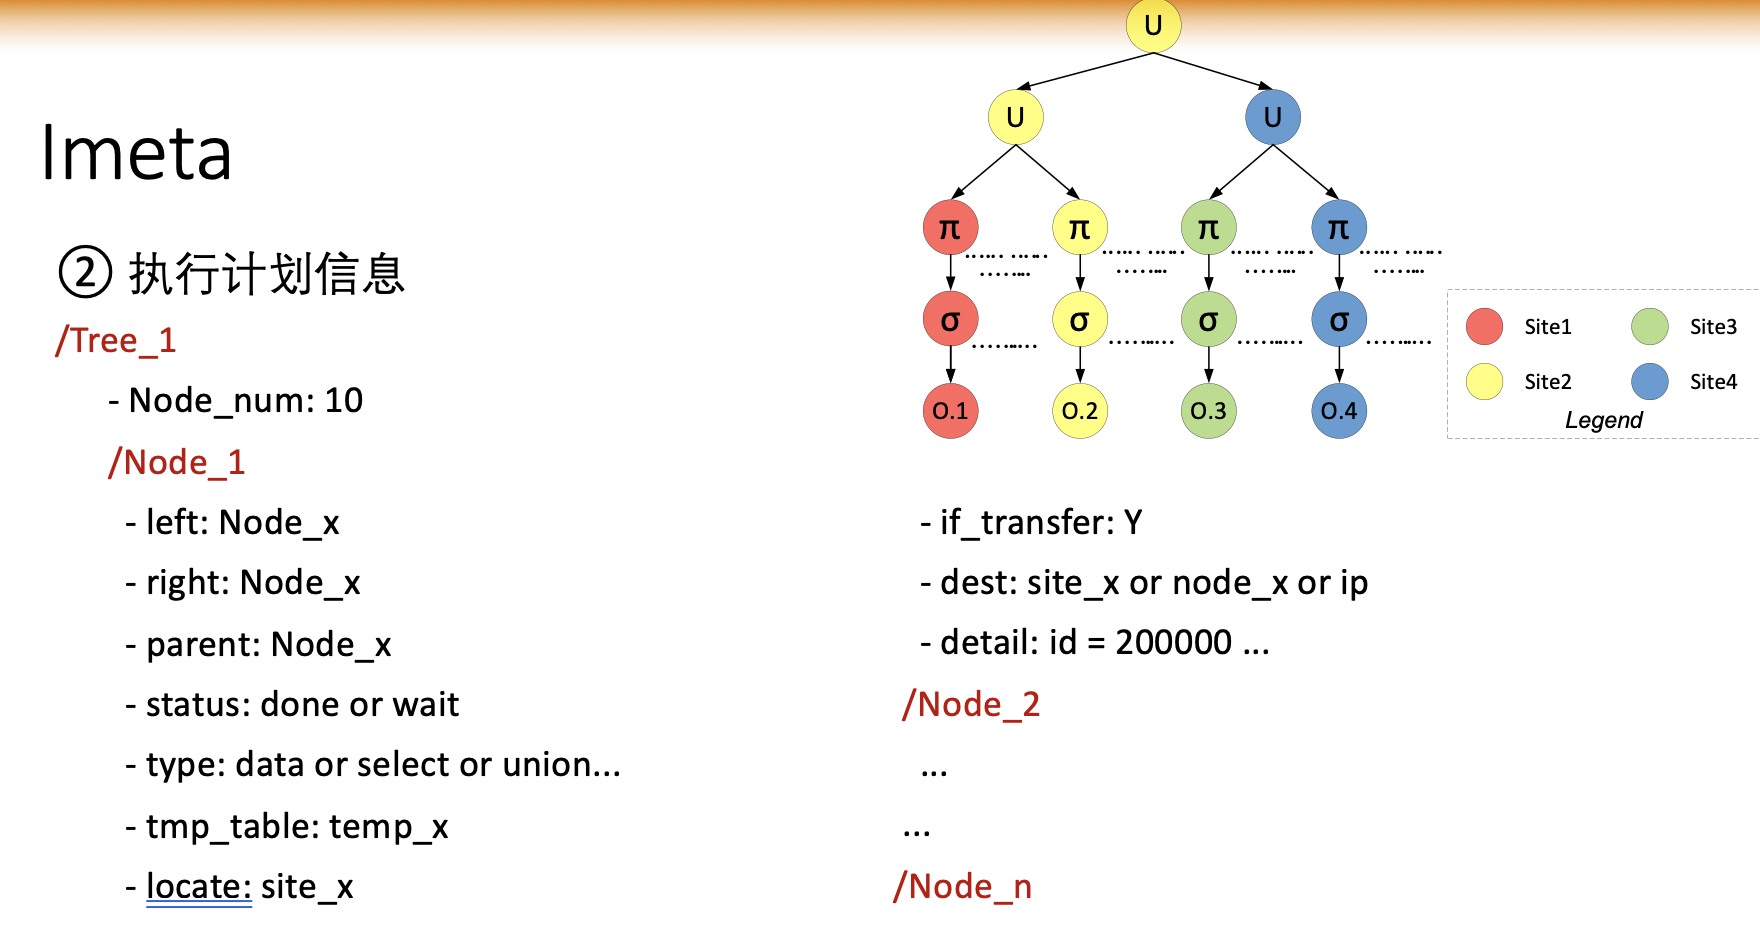 U
U U
Imeta
π π π π
② 执行计划信息
σ σ σ σ
Site1 Site3
Site2 Site4
Legend
O.1 O.2 O.3 O.4
/Tree_1
- Node_num: 10
/Node_1
- left: Node_x
- right: Node_x
- parent: Node_x
- status: done or wait
- type: data or select or union...
- tmp_table: temp_x
- locate: site_x
- if_transfer: Y
- dest: site_x or node_x or ip
- detail: id = 200000 ...
/Node_2
...
...
/Node_n